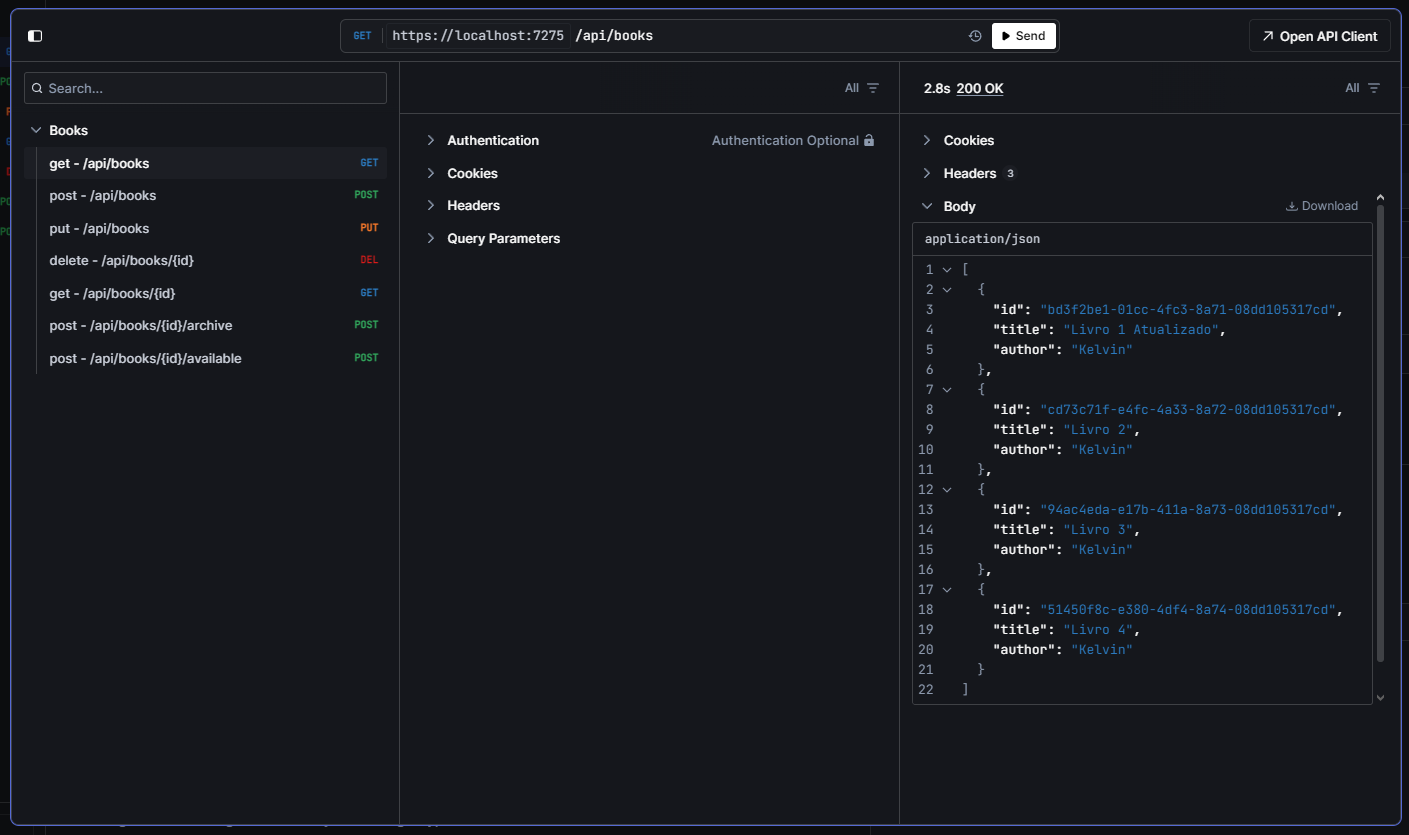 GET https://localhost:7275 /api/books Send Open API Client
Search...
Books
get - /api/books GET
post - /api/books POST
put - /api/books PUT
delete - /api/books/{id} DEL
get - /api/books/{id} GET
post - /api/books/{id}/archive POST
post - /api/books/{id}/available POST
All
Authentication Authentication Optional
Cookies
Headers
Query Parameters
2.8s 200 OK All
Cookies
Headers 3
Body Download
application/json
1 [
2 {
3 "id": "bd3f2be1-01cc-4fc3-8a71-08dd105317cd",
4 "title": "Livro 1 Atualizado",
5 "author": "Kelvin"
6 },
7 {
8 "id": "cd73c71f-e4fc-4a33-8a72-08dd105317cd",
9 "title": "Livro 2",
10 "author": "Kelvin"
11 },
12 {
13 "id": "94ac4eda-e17b-411a-8a73-08dd105317cd",
14 "title": "Livro 3",
15 "author": "Kelvin"
16 },
17 {
18 "id": "51450f8c-e380-4df4-8a74-08dd105317cd",
19 "title": "Livro 4",
20 "author": "Kelvin"
21 }
22 ]